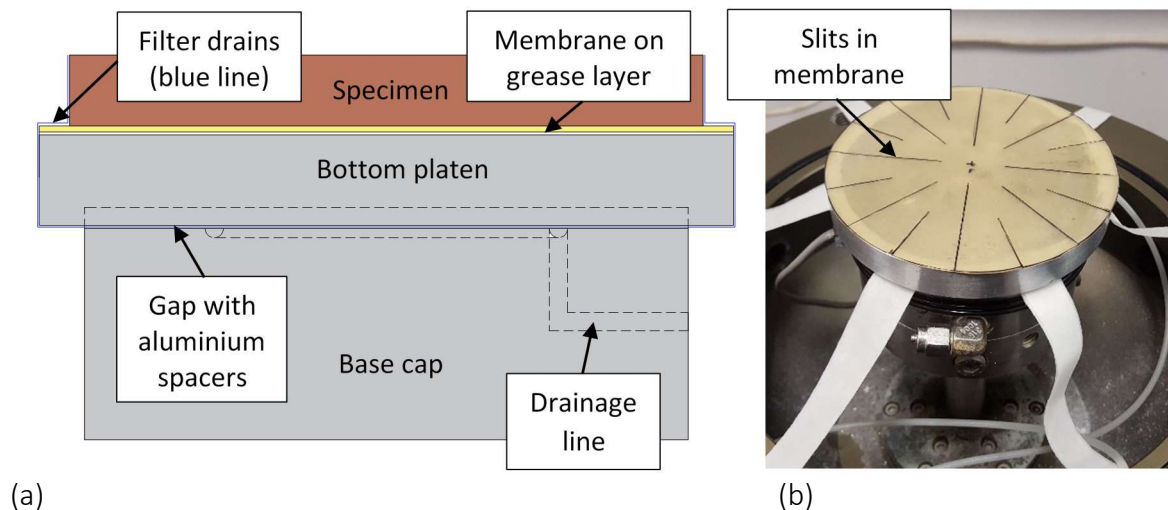 Filter drains
(blue line)
Membrane on
grease layer
Specimen
Bottom platen
Gap with
aluminium
spacers
Base cap
Drainage
line
(a)
Slits in
membrane
(b)